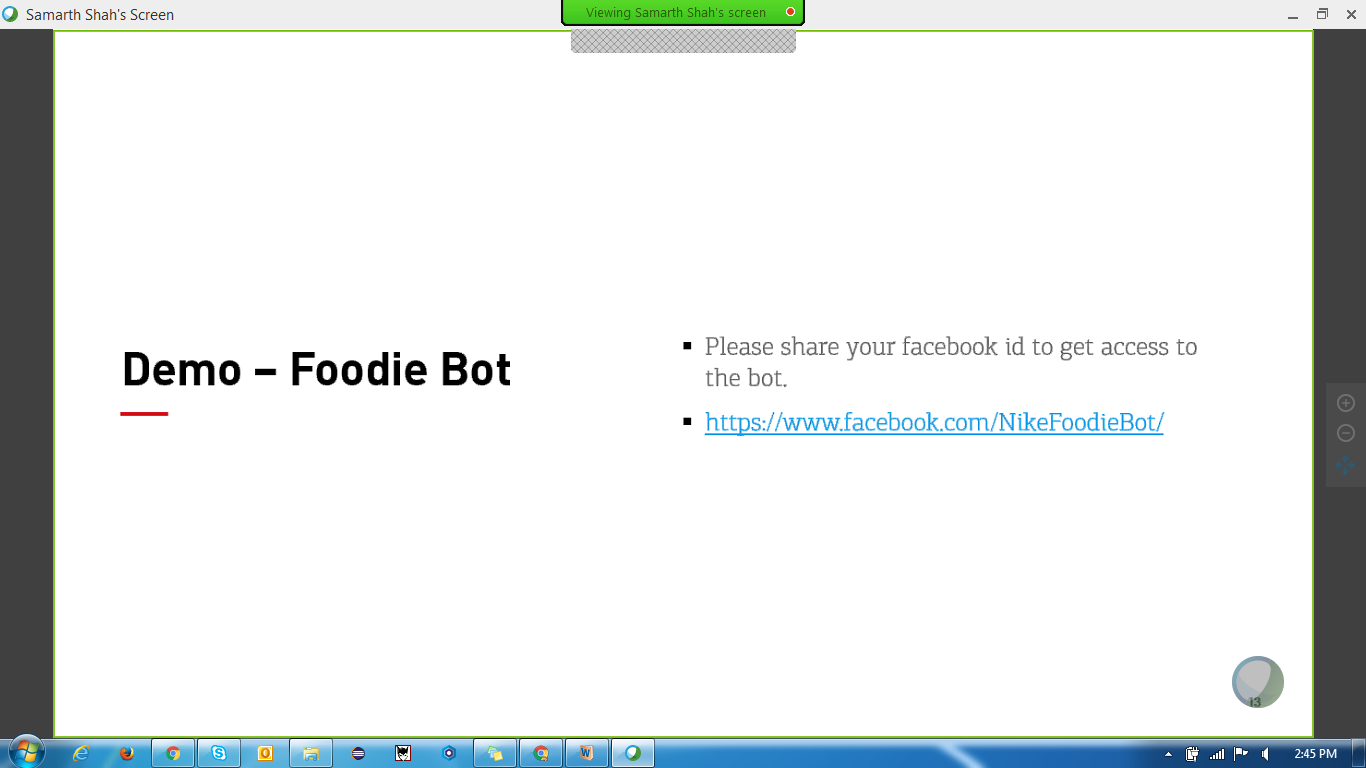 Samarth Shah's Screen
Viewing Samarth Shah's screen
Demo – Foodie Bot
Please share your facebook id to get access to
the bot.
https://www.facebook.com/NikeFoodieBot/
13
2:45 PM